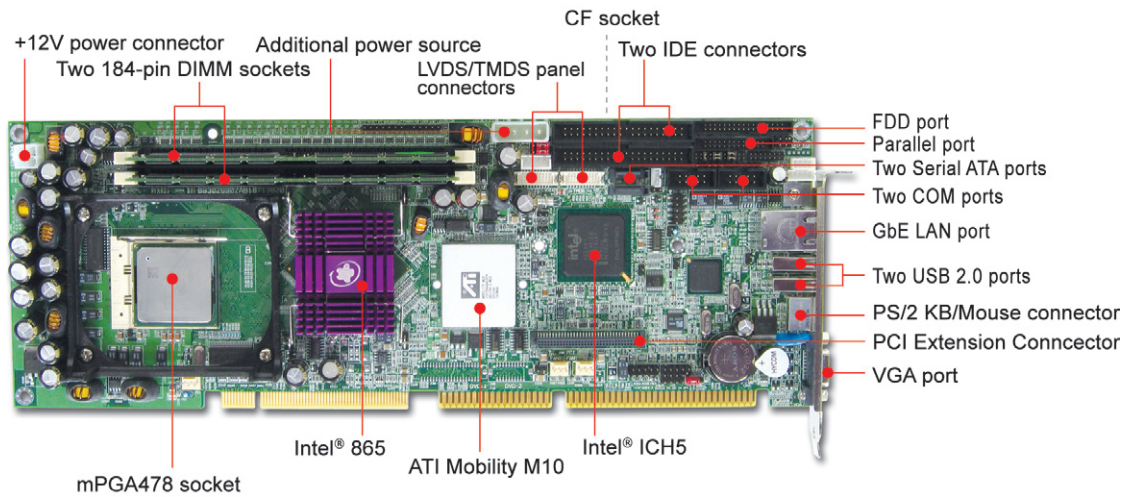 CF socket
+12V power connector
Additional power source
Two IDE connectors
Two 184-pin DIMM sockets
LVDS/TMDS panel
connectors
FDD port
Parallel port
Two Serial ATA ports
Two COM ports
GbE LAN port
Two USB 2.0 ports
PS/2 KB/Mouse connector
PCI Extension Conncector
VGA port
intel
ATI
HYCOM
Intel® 865
Intel® ICH5
ATI Mobility M10
mPGA478 socket